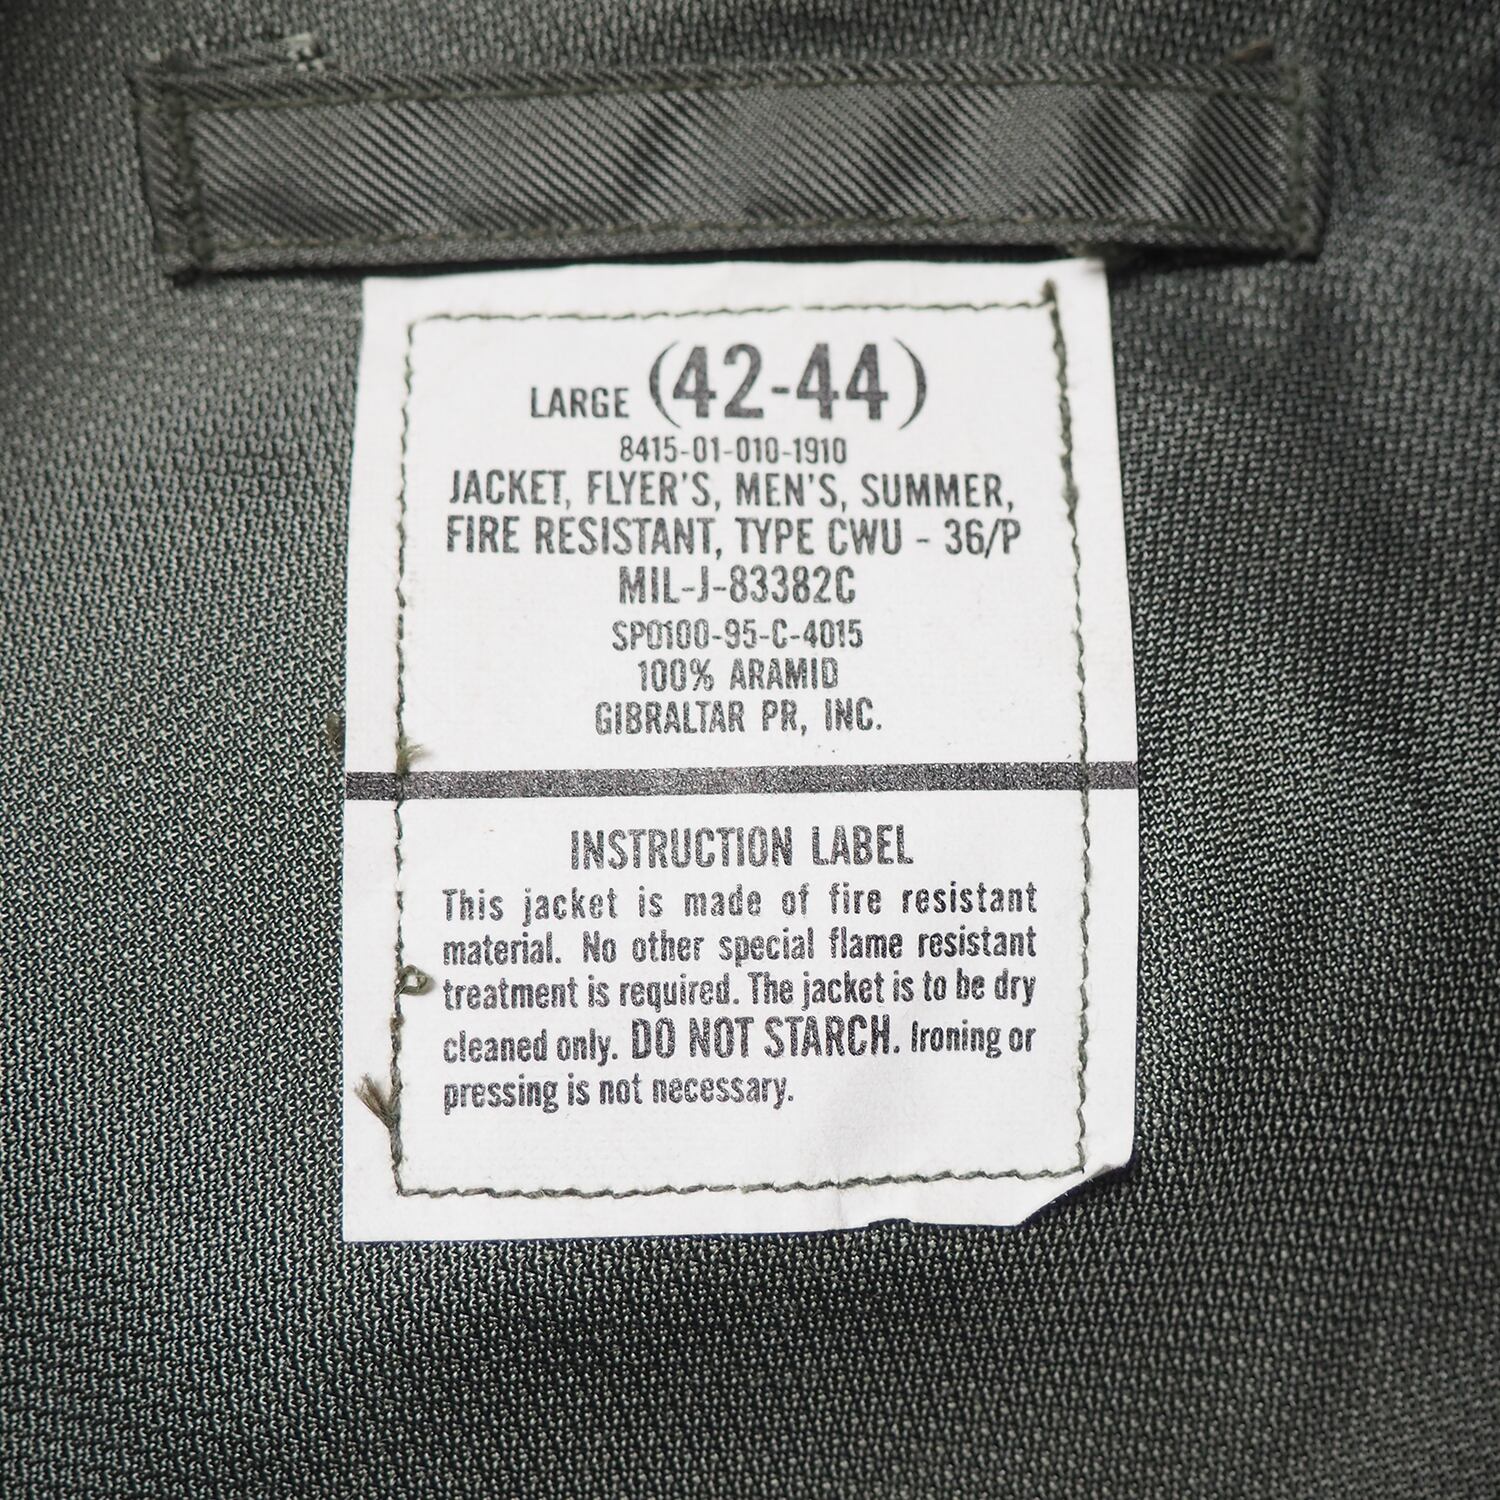 LARGE (42-44)
8415-01-010-1910
JACKET, FLYER'S, MEN'S, SUMMER,
FIRE RESISTANT, TYPE CWU - 36/P
MIL-J-83382C
SPO100-95-C-4015
100% ARAMID
GIBRALTAR PR, INC.
INSTRUCTION LABEL
This jacket is made of fire resistant
material. No other special flame resistant
treatment is required. The jacket is to be dry
cleaned only. DO NOT STARCH. Ironing or
pressing is not necessary.